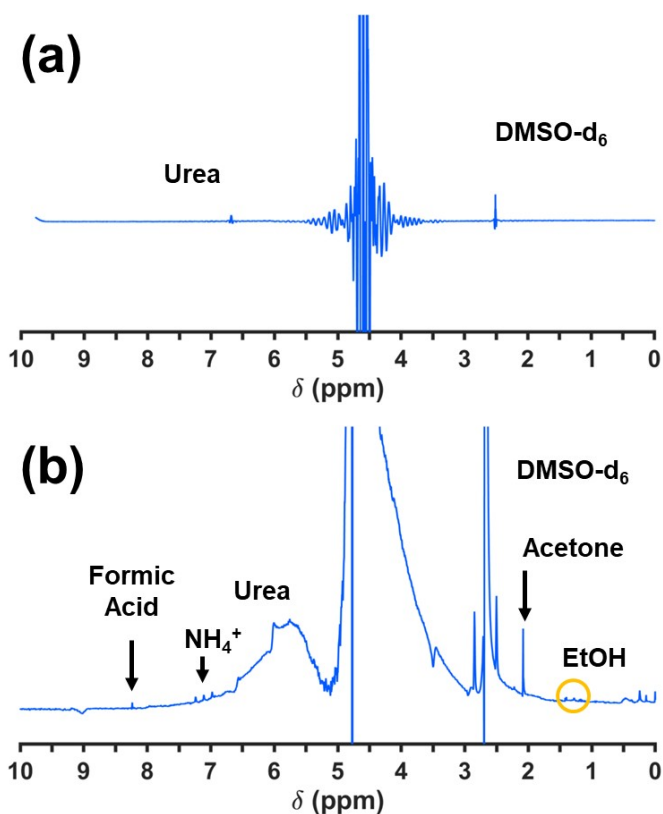 (a)
Urea
DMSO-d₆
10 9 8 7 6 5 4 3 2 1 0
δ (ppm)
(b)
DMSO-d₆
Formic
Acid
NH₄⁺
Urea
Acetone
EtOH
10 9 8 7 6 5 4 3 2 1 0
δ (ppm)